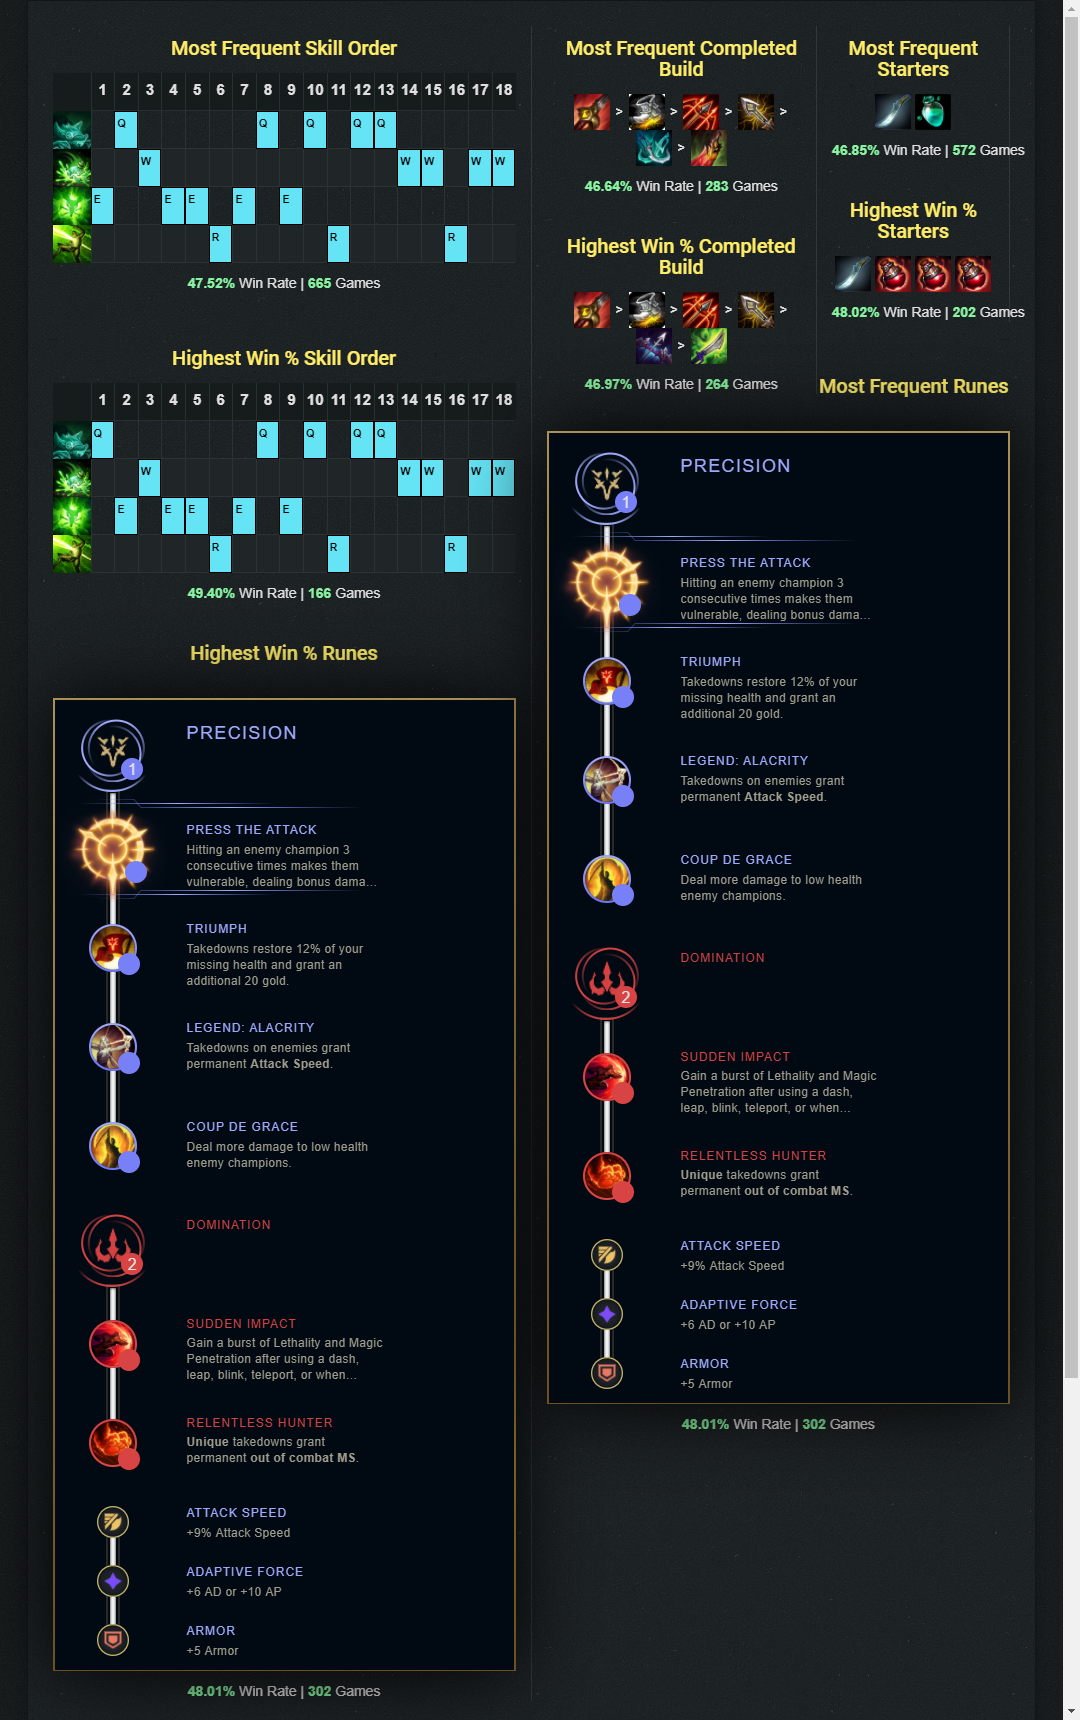 Most Frequent Skill Order
1 2 3 4 5 6 7 8 9 10 11 12 13 14 15 16 17 18
Q Q Q Q Q
W W W W W
E E E E E
R R R
47.52% Win Rate | 665 Games
Highest Win % Skill Order
1 2 3 4 5 6 7 8 9 10 11 12 13 14 15 16 17 18
Q Q Q Q Q
W W W W W
E E E E E
R R R
49.40% Win Rate | 166 Games
Highest Win % Runes
PRECISION
1
PRESS THE ATTACK
Hitting an enemy champion 3
consecutive times makes them
vulnerable, dealing bonus dama...
TRIUMPH
Takedowns restore 12% of your
missing health and grant an
additional 20 gold.
LEGEND: ALACRITY
Takedowns on enemies grant
permanent Attack Speed.
COUP DE GRACE
Deal more damage to low health
enemy champions.
DOMINATION
2
SUDDEN IMPACT
Gain a burst of Lethality and Magic
Penetration after using a dash,
leap, blink, teleport, or when...
RELENTLESS HUNTER
Unique takedowns grant
permanent out of combat MS.
ATTACK SPEED
+9% Attack Speed
ADAPTIVE FORCE
+6 AD or +10 AP
ARMOR
+5 Armor
48.01% Win Rate | 302 Games
Most Frequent Completed
Build
> > > >
>
46.64% Win Rate | 283 Games
Highest Win % Completed
Build
> > > >
>
46.97% Win Rate | 264 Games
Most Frequent
Starters
46.85% Win Rate | 572 Games
Highest Win %
Starters
48.02% Win Rate | 202 Games
Most Frequent Runes
PRECISION
1
PRESS THE ATTACK
Hitting an enemy champion 3
consecutive times makes them
vulnerable, dealing bonus dama...
TRIUMPH
Takedowns restore 12% of your
missing health and grant an
additional 20 gold.
LEGEND: ALACRITY
Takedowns on enemies grant
permanent Attack Speed.
COUP DE GRACE
Deal more damage to low health
enemy champions.
DOMINATION
2
SUDDEN IMPACT
Gain a burst of Lethality and Magic
Penetration after using a dash,
leap, blink, teleport, or when...
RELENTLESS HUNTER
Unique takedowns grant
permanent out of combat MS.
ATTACK SPEED
+9% Attack Speed
ADAPTIVE FORCE
+6 AD or +10 AP
ARMOR
+5 Armor
48.01% Win Rate | 302 Games